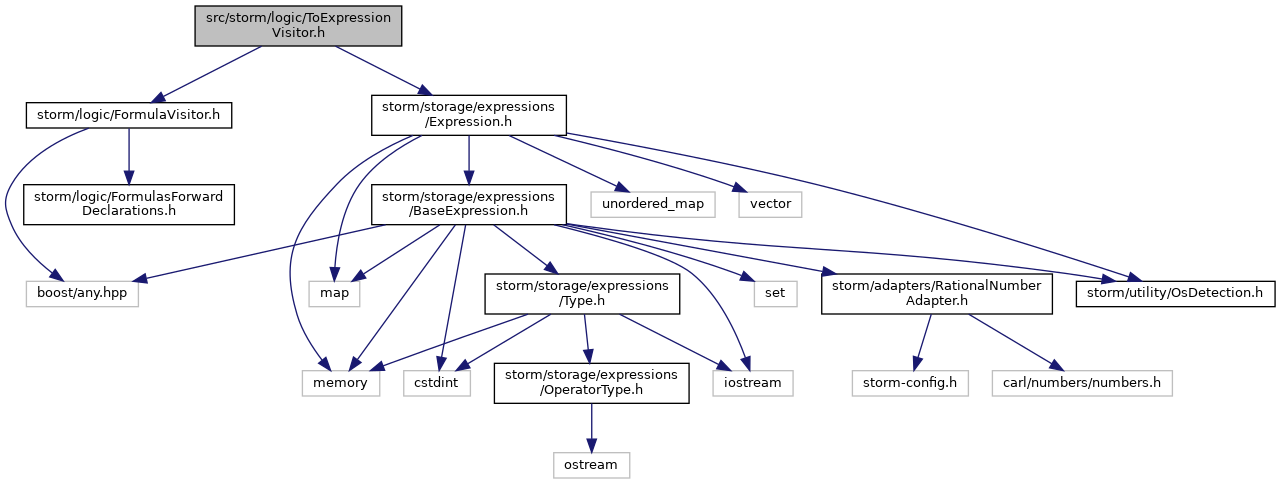 src/storm/logic/ToExpression
Visitor.h
storm/logic/FormulaVisitor.h
storm/storage/expressions
/Expression.h
storm/logic/FormulasForward
Declarations.h
storm/storage/expressions
/BaseExpression.h
unordered_map
vector
boost/any.hpp
map
storm/storage/expressions
/Type.h
set
storm/adapters/RationalNumber
Adapter.h
storm/utility/OsDetection.h
memory
cstdint
storm/storage/expressions
/OperatorType.h
iostream
storm-config.h
carl/numbers/numbers.h
ostream